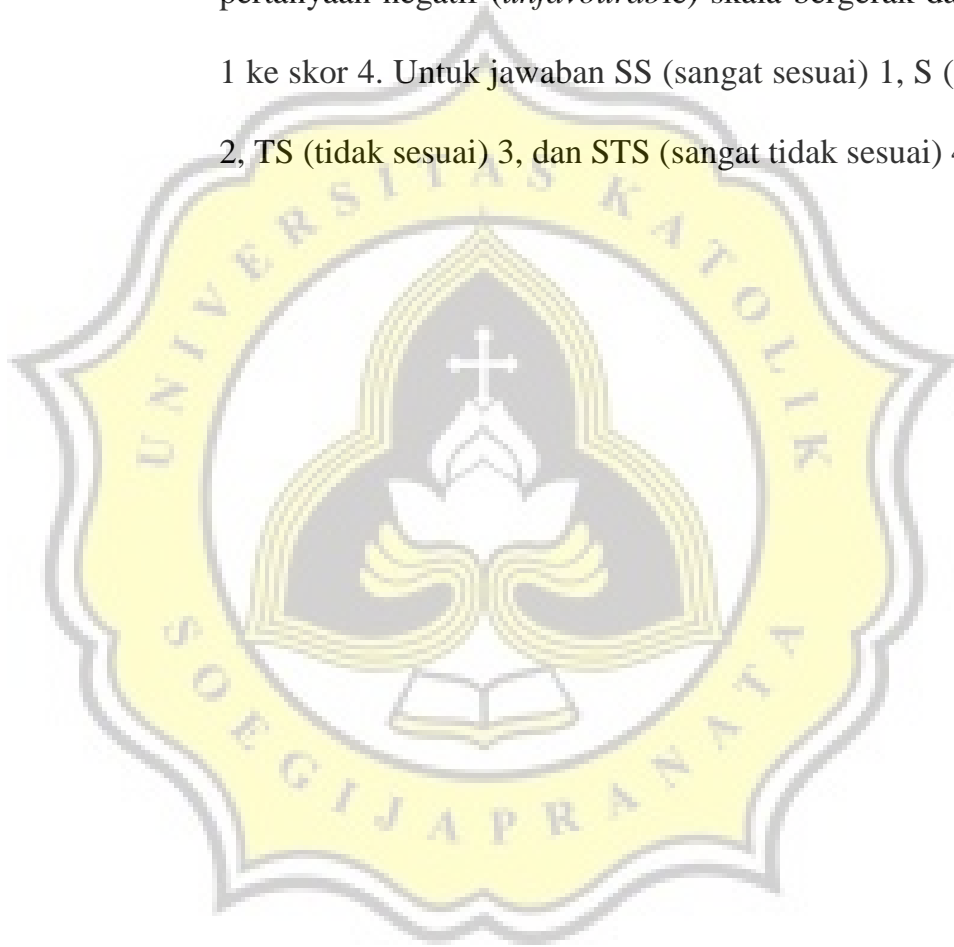 pertanyaan negatif (unfavourable) skala bergerak
1 ke skor 4. Untuk jawaban SS (sangat sesuai) 1, S (
2, TS (tidak sesuai) 3, dan STS (sangat tidak sesuai)
UNIVERSITAS KATOLIK
SOEGIJAPRANATA